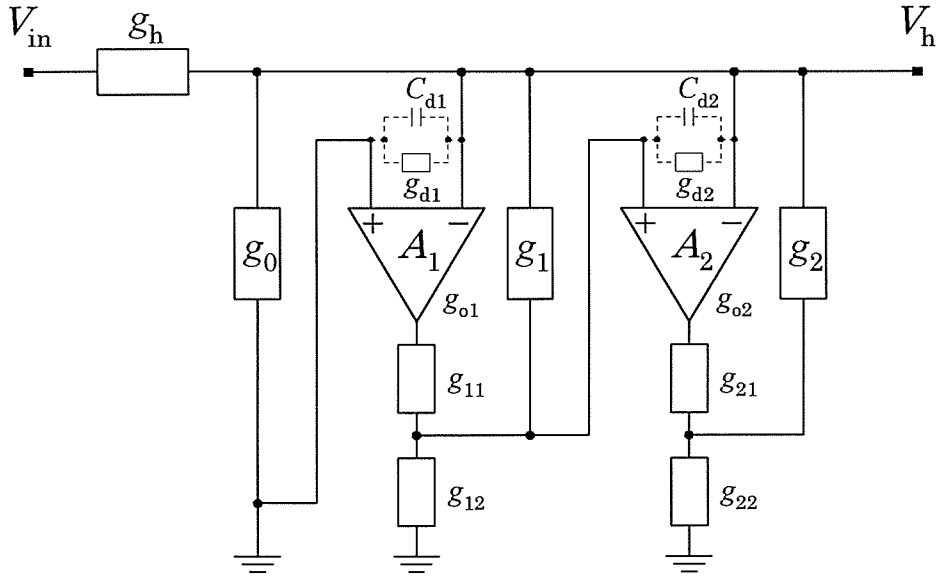 V_in
g_h
V_h
C_d1
C_d2
g_d1
g_d2
+ −
+ −
g_0
A_1
g_1
A_2
g_2
g_o1
g_o2
g_11
g_21
g_12
g_22